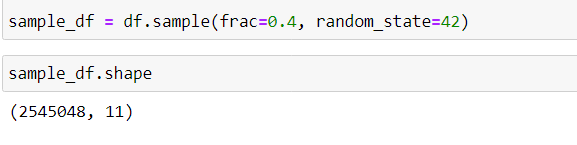 sample_df = df.sample(frac=0.4, random_state=42)
sample_df.shape
(2545048, 11)